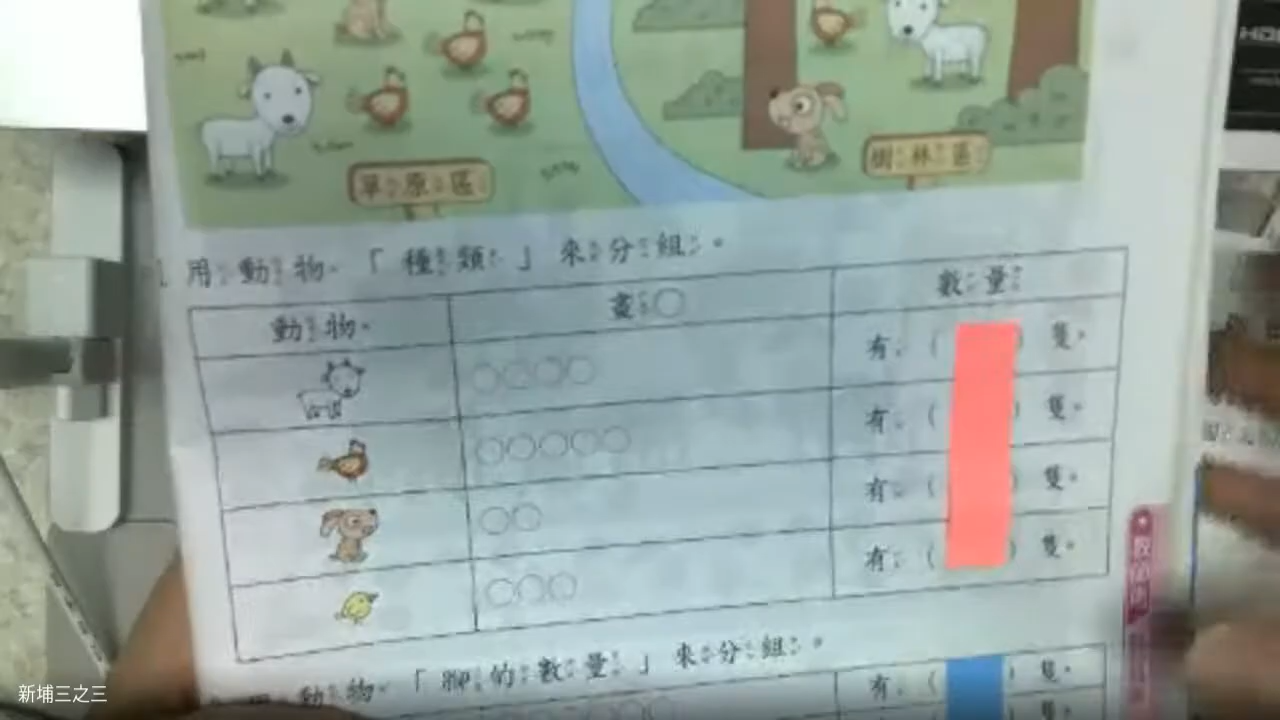 草原區
樹林區
用動物「種類」來分組。
動物 畫○ 數量
○○○○ 有( )隻。
○○○○○ 有( )隻。
○○ 有( )隻。
○○○ 有( )隻。
動物「腳的數量」來分組。
有( )隻。
新埔三之三